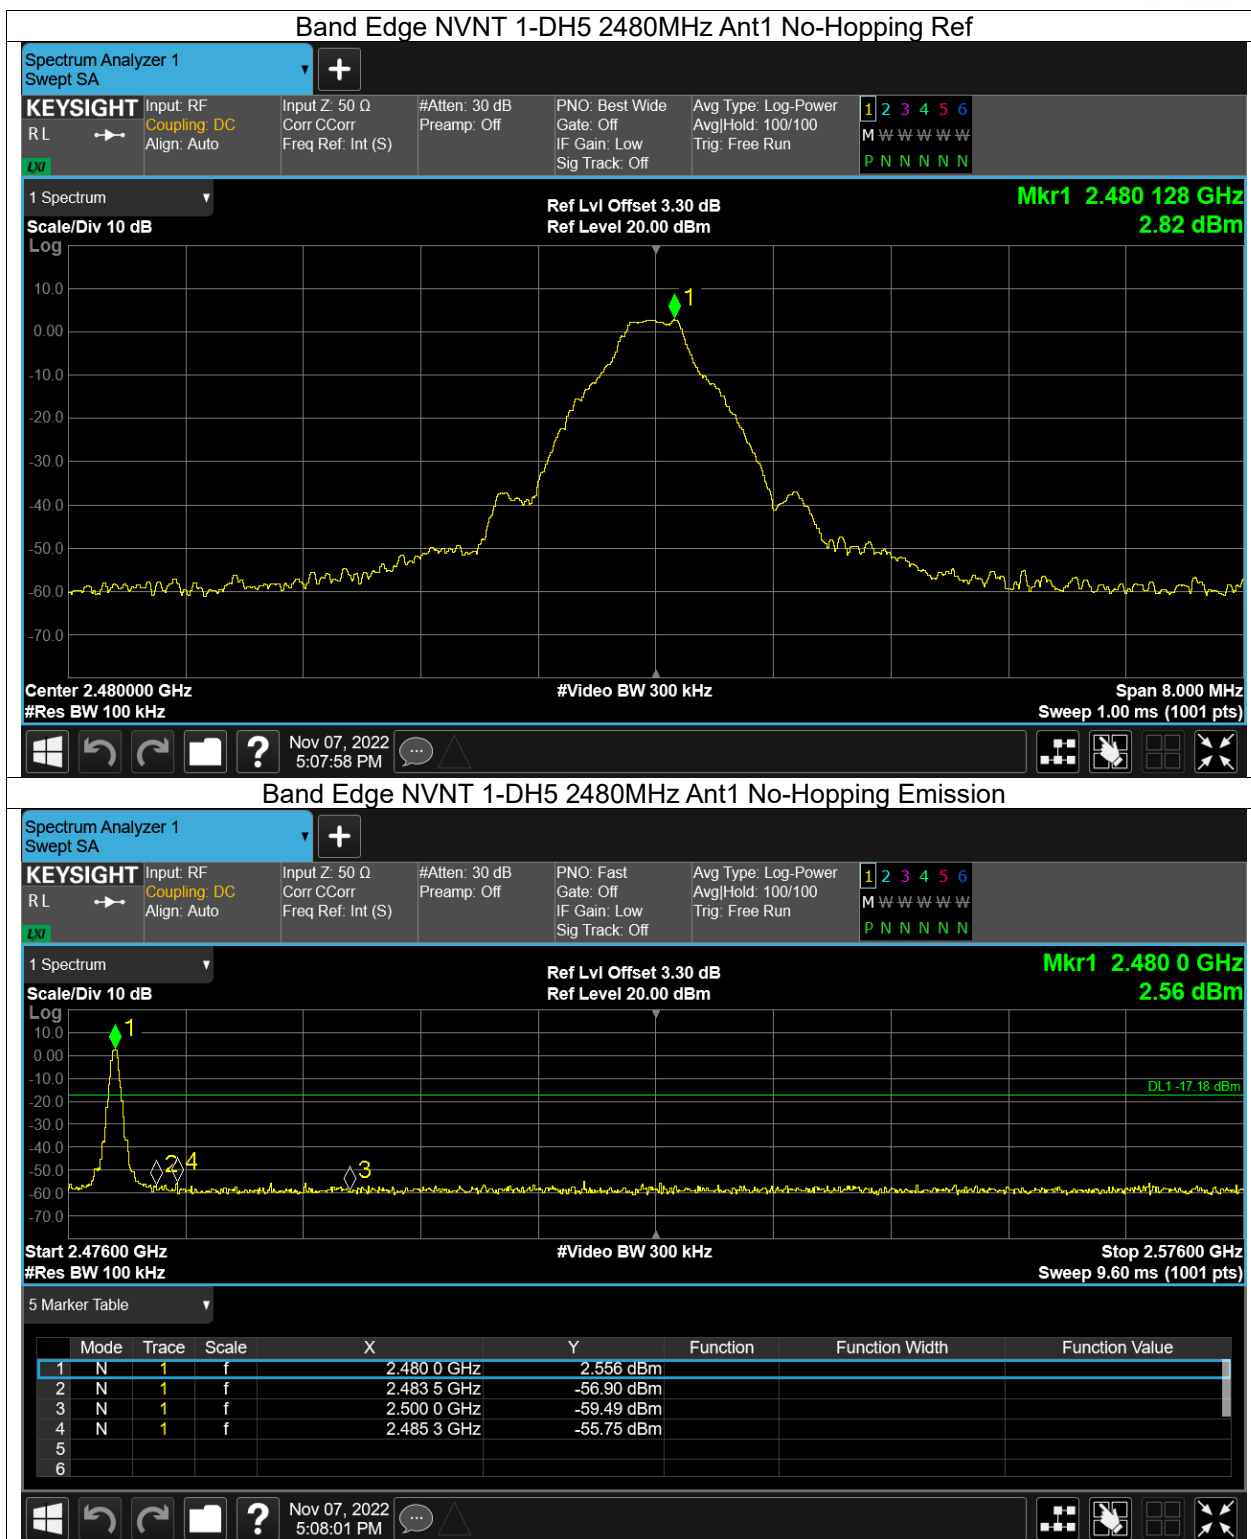 Band Edge NVNT 1-DH5 2480MHz Ant1 No-Hopping Ref
Spectrum Analyzer 1
Swept SA
KEYSIGHT
R L
LXI
Input: RF
Coupling: DC
Align: Auto
Input Z: 50 Ω
Corr CCorr
Freq Ref: Int (S)
#Atten: 30 dB
Preamp: Off
PNO: Best Wide
Gate: Off
IF Gain: Low
Sig Track: Off
Avg Type: Log-Power
Avg|Hold: 100/100
Trig: Free Run
1 2 3 4 5 6
M W W W W W
P N N N N N
1 Spectrum
Scale/Div 10 dB
Ref Lvl Offset 3.30 dB
Ref Level 20.00 dBm
Mkr1 2.480 128 GHz
2.82 dBm
Log
10.0
0.00
-10.0
-20.0
-30.0
-40.0
-50.0
-60.0
-70.0
1
Center 2.480000 GHz
#Res BW 100 kHz
#Video BW 300 kHz
Span 8.000 MHz
Sweep 1.00 ms (1001 pts)
?
Nov 07, 2022
5:07:58 PM
Band Edge NVNT 1-DH5 2480MHz Ant1 No-Hopping Emission
Spectrum Analyzer 1
Swept SA
KEYSIGHT
R L
LXI
Input: RF
Coupling: DC
Align: Auto
Input Z: 50 Ω
Corr CCorr
Freq Ref: Int (S)
#Atten: 30 dB
Preamp: Off
PNO: Fast
Gate: Off
IF Gain: Low
Sig Track: Off
Avg Type: Log-Power
Avg|Hold: 100/100
Trig: Free Run
1 2 3 4 5 6
M W W W W W
P N N N N N
1 Spectrum
Scale/Div 10 dB
Ref Lvl Offset 3.30 dB
Ref Level 20.00 dBm
Mkr1 2.480 0 GHz
2.56 dBm
Log
10.0
0.00
-10.0
-20.0
-30.0
-40.0
-50.0
-60.0
-70.0
1
2
4
3
DL1 -17.18 dBm
Start 2.47600 GHz
#Res BW 100 kHz
#Video BW 300 kHz
Stop 2.57600 GHz
Sweep 9.60 ms (1001 pts)
5 Marker Table
Mode Trace Scale X Y Function Function Width Function Value
1 N 1 f 2.480 0 GHz 2.556 dBm
2 N 1 f 2.483 5 GHz -56.90 dBm
3 N 1 f 2.500 0 GHz -59.49 dBm
4 N 1 f 2.485 3 GHz -55.75 dBm
5
6
?
Nov 07, 2022
5:08:01 PM